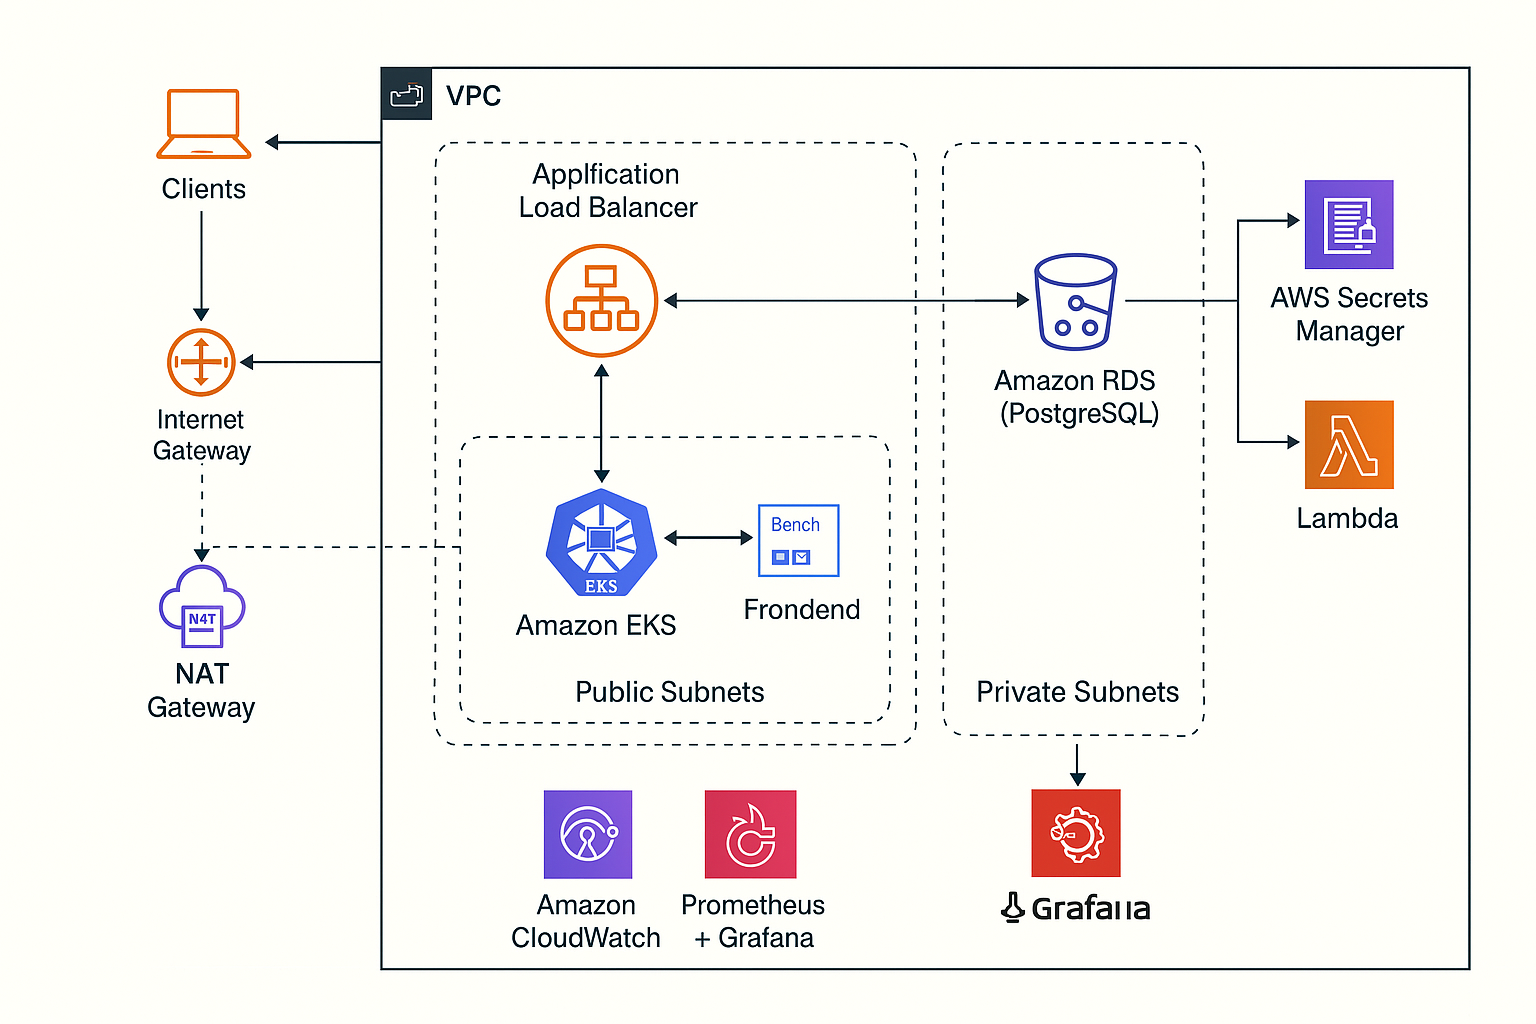 VPC
Clients
Applfication
Load Balancer
AWS Secrets
Manager
Amazon RDS
(PostgreSQL)
Internet
Gateway
Lambda
Bench
EKS
Amazon EKS
Frondend
N4T
NAT
Gateway
Public Subnets
Private Subnets
Amazon
CloudWatch
Prometheus
+ Grafana
Grafaıla